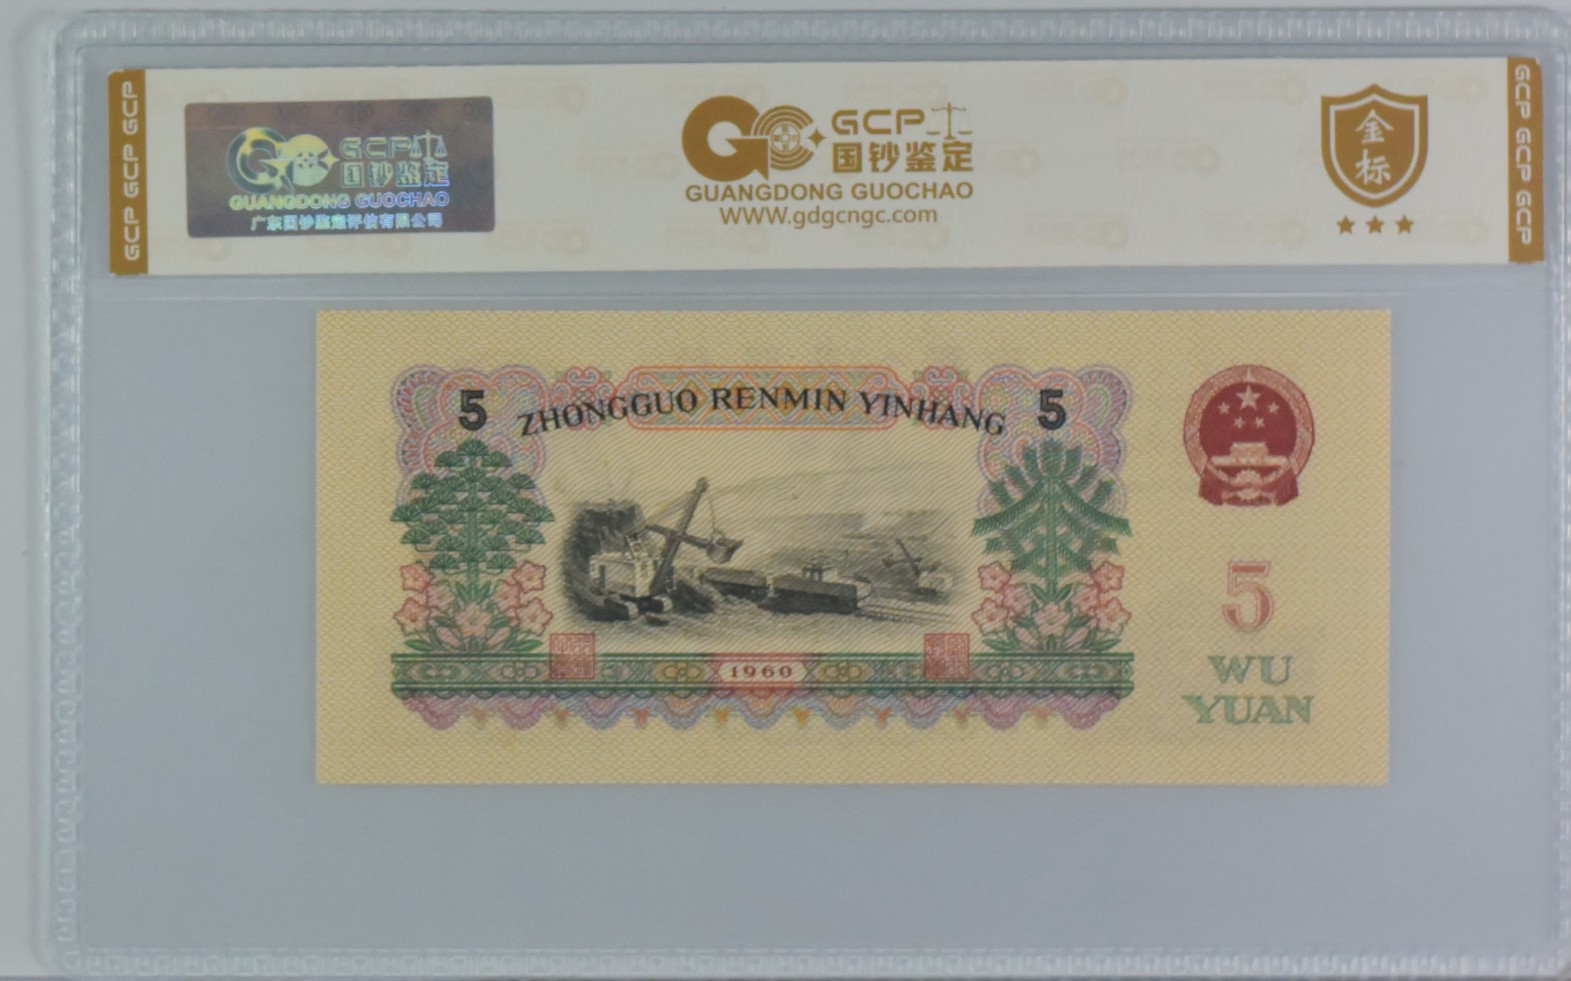 GCP GCP GCP
GCP
国钞鉴定
GUANGDONG GUOCHAO
广东国钞鉴定评估有限公司
GCP
国钞鉴定
GUANGDONG GUOCHAO
WWW.gdgcngc.com
金
标
GCP GCP GCP
5 ZHONGGUO RENMIN YINHANG 5
1960
5
WU
YUAN